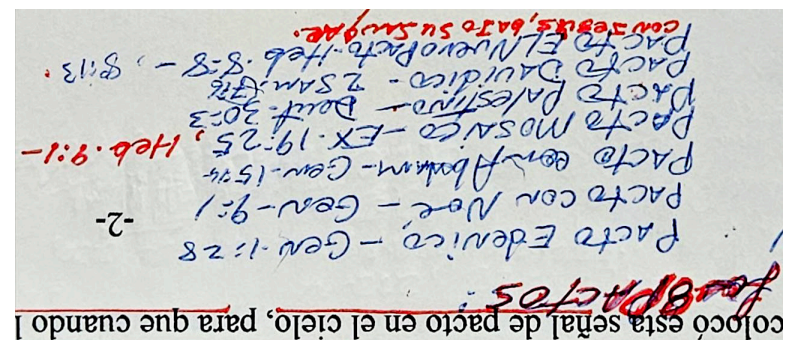 colocó esta señal de pacto en el cielo, para que cuando
Los 8 PACTOS:
PACTO EDENICO - GEN. 1:28
-2-
PACTO CON NOE - GEN - 9:1
PACTO con Abraham - GEN - 15:4-
PACTO MOSAICO - EX. 19:25, Heb. 9:1-
PACTO PALESTINO - Deut. 30:3
PACTO DAVIDICO - 2 SAM. 7:16
PACTO EL NUEVO PACTO. Heb. 8:8 - , 8:13.
CON JESUS, BAJO SU SANGRE.